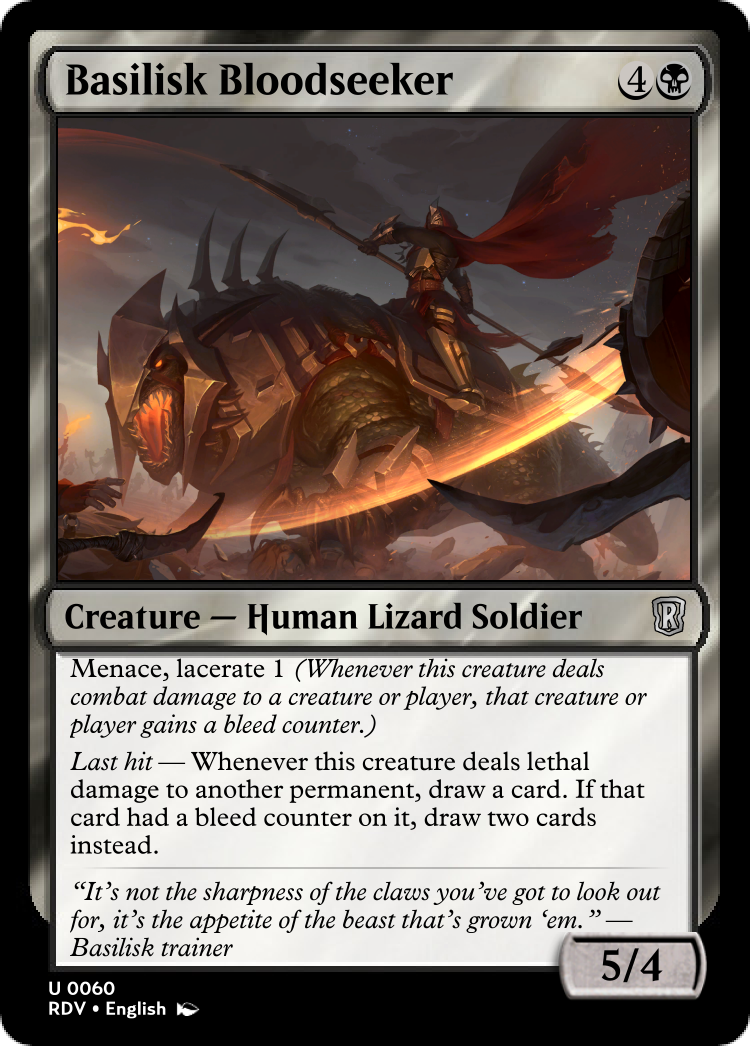 Basilisk Bloodseeker
4
Creature — Human Lizard Soldier
R
Menace, lacerate 1 (Whenever this creature deals
combat damage to a creature or player, that creature or
player gains a bleed counter.)
Last hit — Whenever this creature deals lethal
damage to another permanent, draw a card. If that
card had a bleed counter on it, draw two cards
instead.
“It’s not the sharpness of the claws you’ve got to look out
for, it’s the appetite of the beast that’s grown ‘em.” —
Basilisk trainer
5/4
U 0060
RDV • English